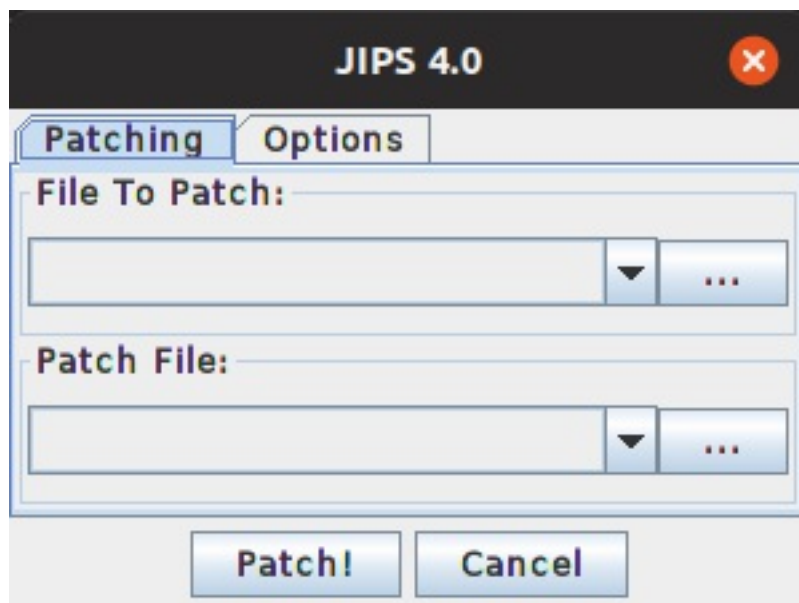 JIPS 4.0
Patching Options
File To Patch:
...
Patch File:
...
Patch! Cancel